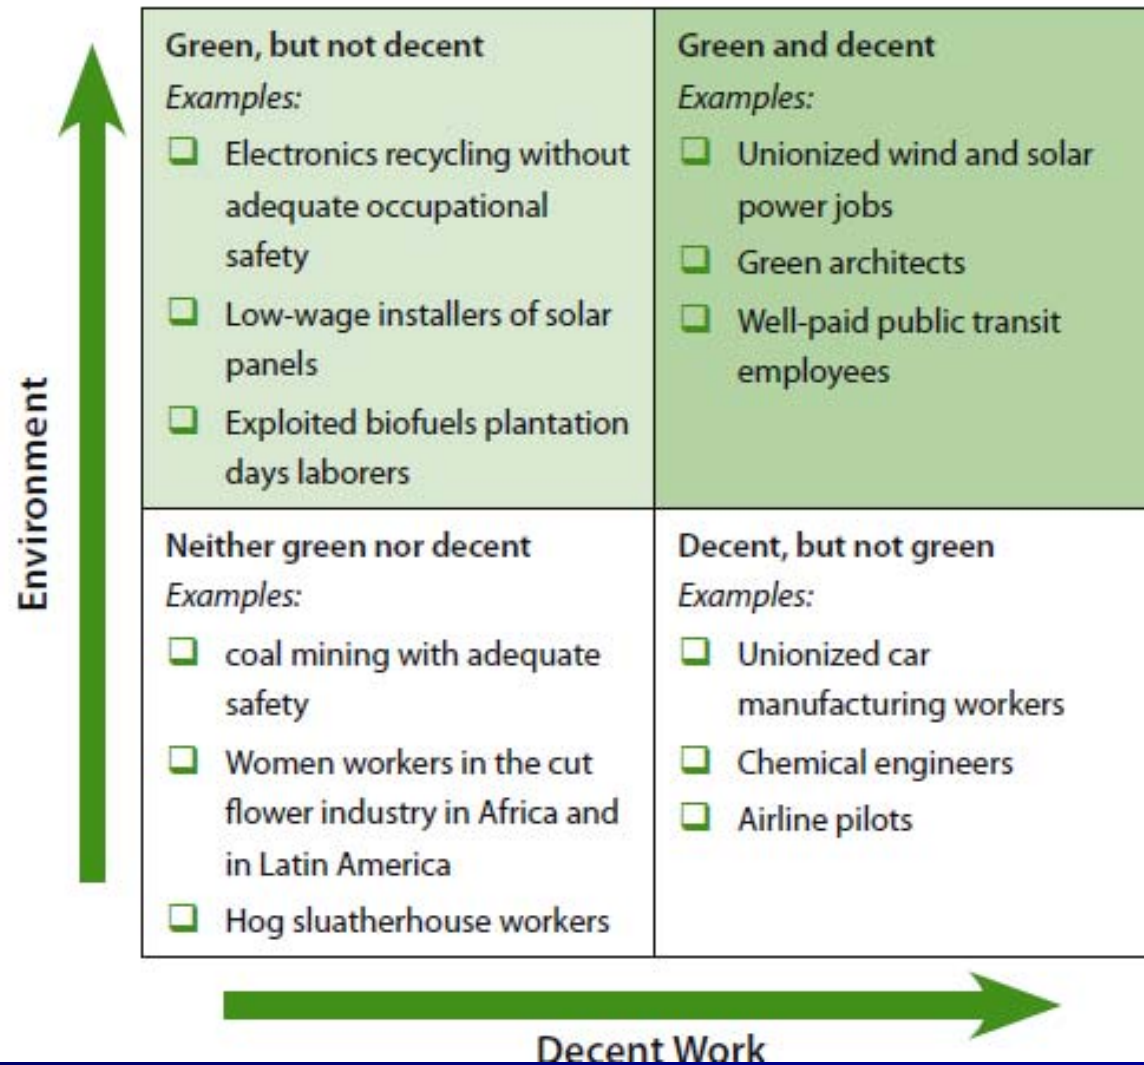 Green, but not decent
Examples:
Electronics recycling without
adequate occupational
safety
Low-wage installers of solar
panels
Exploited biofuels plantation
days laborers
Green and decent
Examples:
Unionized wind and solar
power jobs
Green architects
Well-paid public transit
employees
Neither green nor decent
Examples:
coal mining with adequate
safety
Women workers in the cut
flower industry in Africa and
in Latin America
Hog sluatherhouse workers
Decent, but not green
Examples:
Unionized car
manufacturing workers
Chemical engineers
Airline pilots
Environment
Decent Work